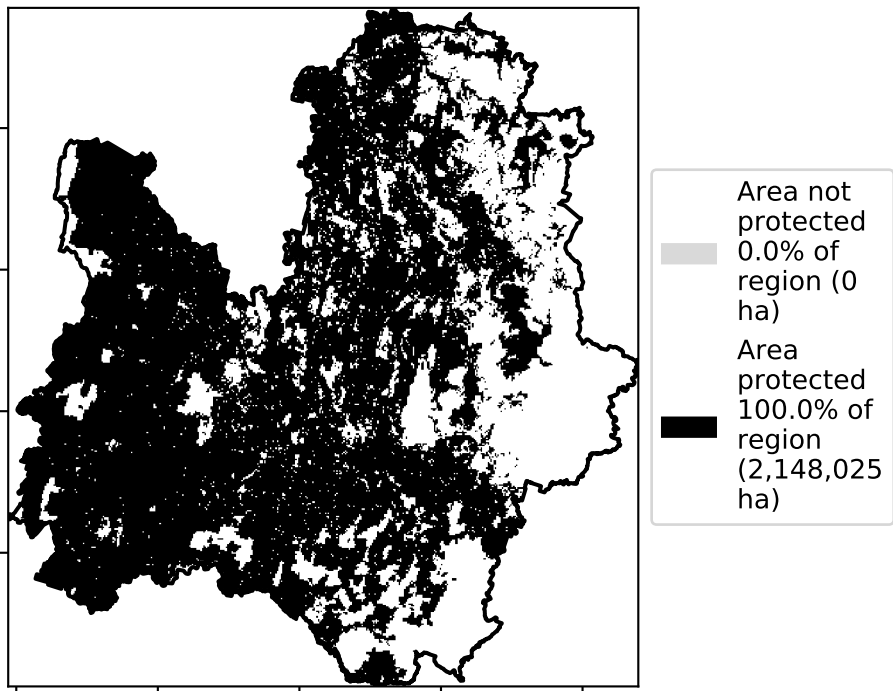 Area not
protected
0.0% of
region (0
ha)
Area
protected
100.0% of
region
(2,148,025
ha)